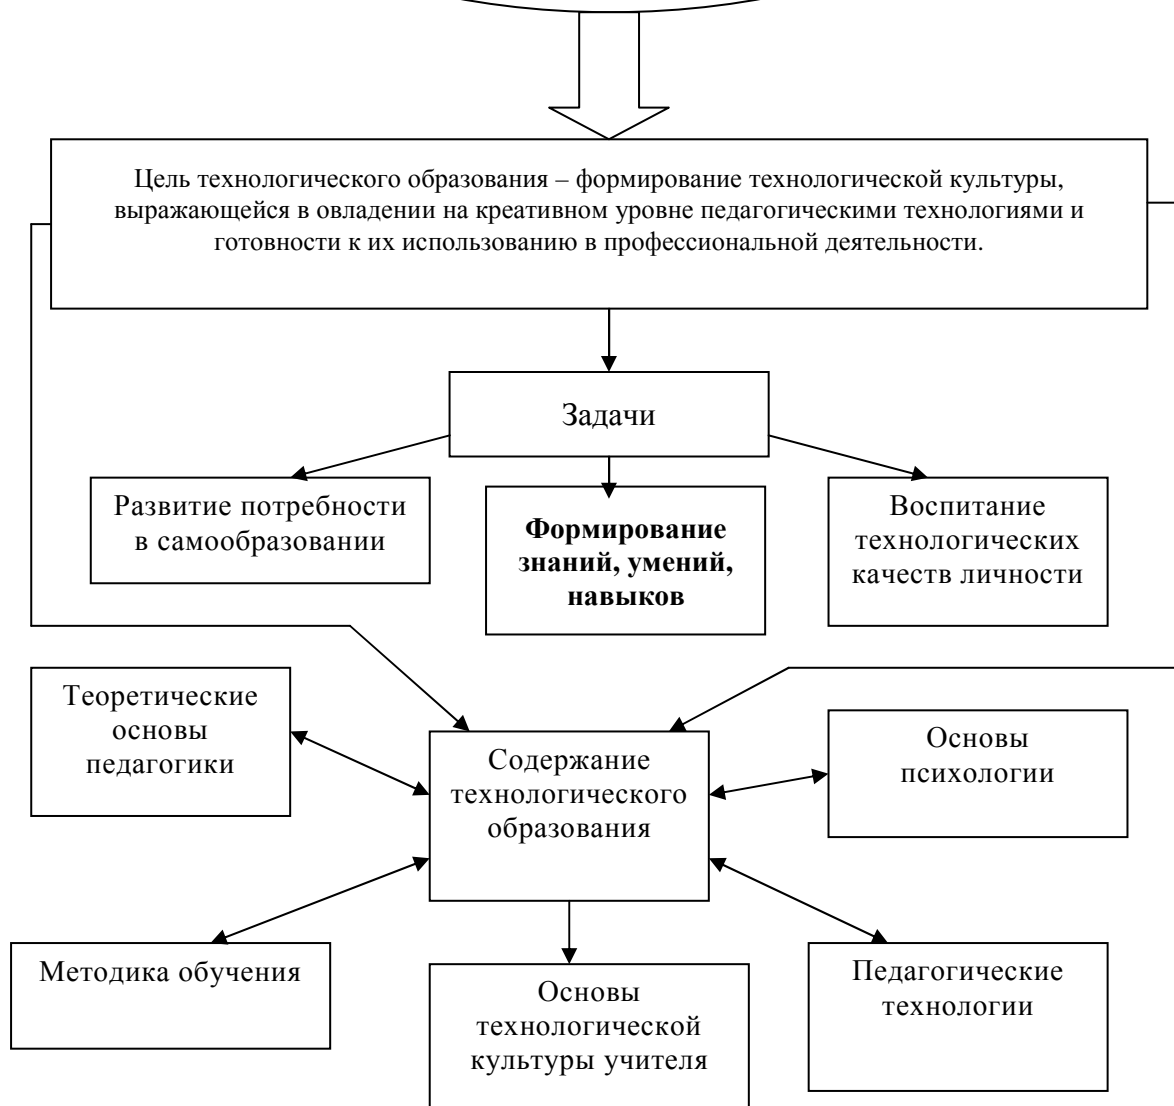 Цель технологического образования – формирование технологической культуры,
выражающейся в овладении на креативном уровне педагогическими технологиями и
готовности к их использованию в профессиональной деятельности.
Задачи
Развитие потребности
в самообразовании
Формирование
знаний, умений,
навыков
Воспитание
технологических
качеств личности
Теоретические
основы
педагогики
Содержание
технологического
образования
Основы
психологии
Методика обучения
Основы
технологической
культуры учителя
Педагогические
технологии